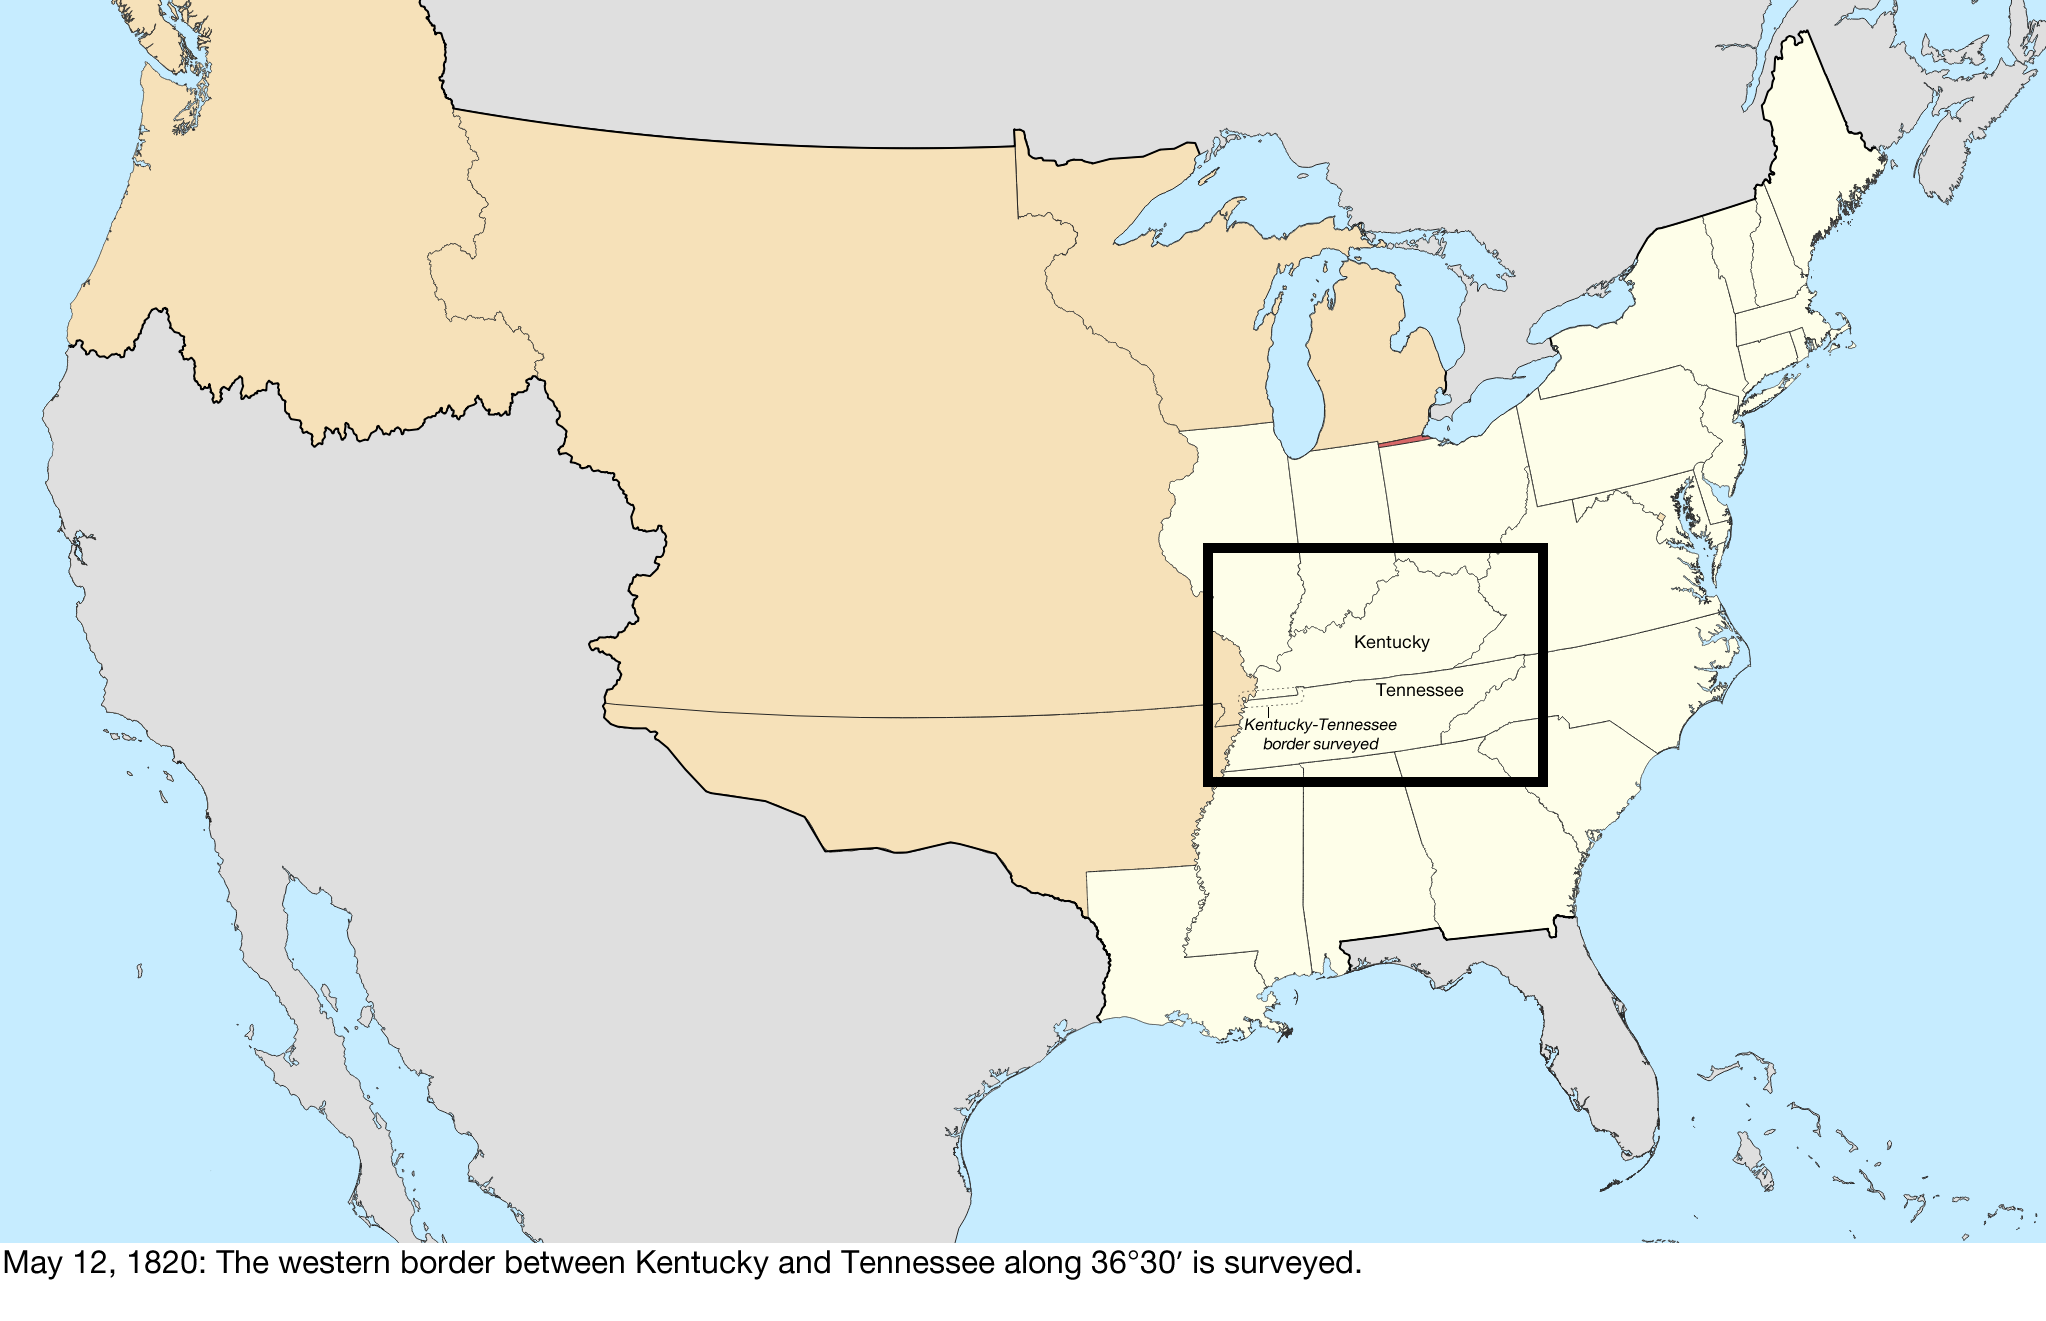 Kentucky
Tennessee
Kentucky-Tennessee
border surveyed
May 12, 1820: The western border between Kentucky and Tennessee along 36°30′ is surveyed.